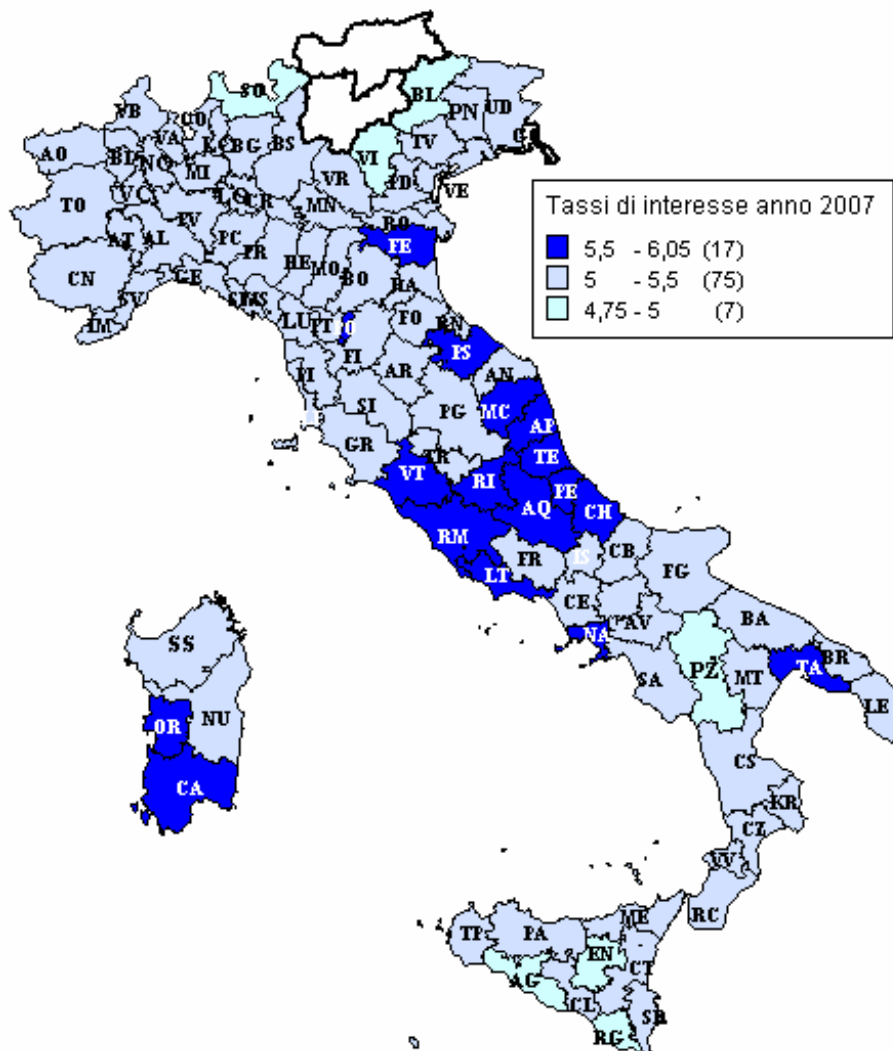 Tassi di interesse anno 2007
5,5 - 6,05 (17)
5 - 5,5 (75)
4,75 - 5 (7)
SO
BL
VB
CO
PN
UD
VA
BG
BS
TV
G
AO
BI
NO
MI
VI
VR
PD
VE
TO
VC
LO
CR
MN
PV
RO
AT
AL
PC
PR
RE
MO
FE
BO
CN
GE
RA
SV
MS
IM
LU
PT
FO
RN
FI
PS
PI
AR
AN
SI
PG
MC
AP
GR
TR
TE
VT
RI
PE
AQ
CH
RM
FR
IS
CB
LT
FG
CE
BA
NA
AV
SS
BR
PZ
MT
TA
SA
LE
NU
OR
CS
CA
KR
CZ
VV
RC
ME
TP
PA
EN
AG
CT
CL
SR
RG